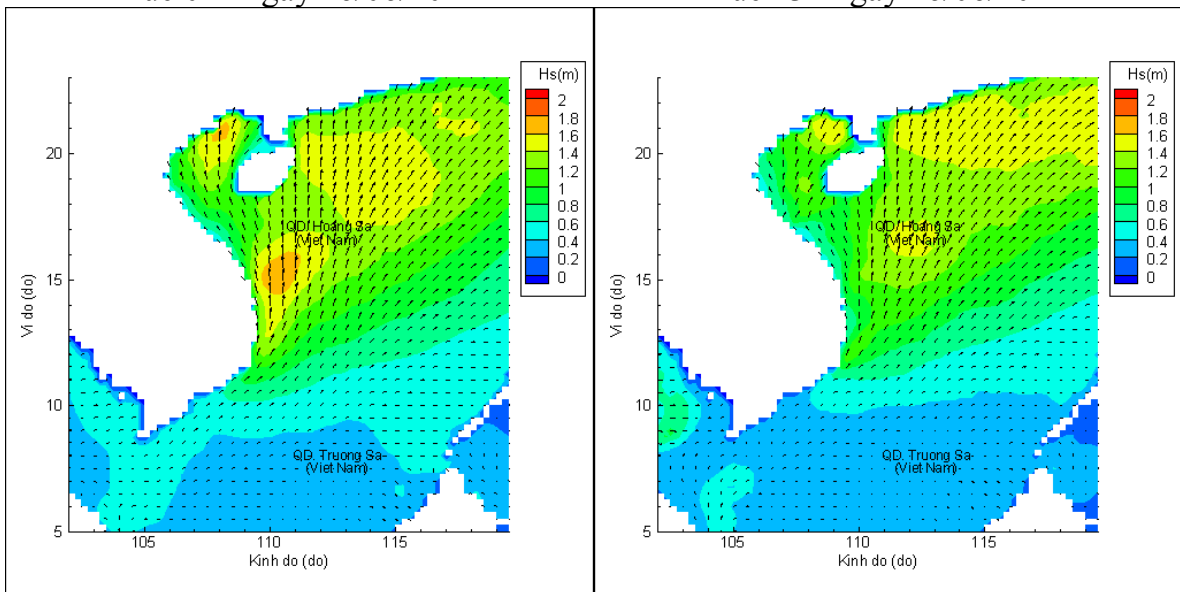 Hs(m)
2
1.8
1.6
1.4
1.2
1
0.8
0.6
0.4
0.2
0
20
15
10
5
Vi do (do)
QD. Hoang Sa
(Viet Nam)
QD. Truong Sa
(Viet Nam)
105
110
115
Kinh do (do)
Hs(m)
2
1.8
1.6
1.4
1.2
1
0.8
0.6
0.4
0.2
0
20
15
10
5
Vi do (do)
QD. Hoang Sa
(Viet Nam)
QD. Truong Sa
(Viet Nam)
105
110
115
Kinh do (do)